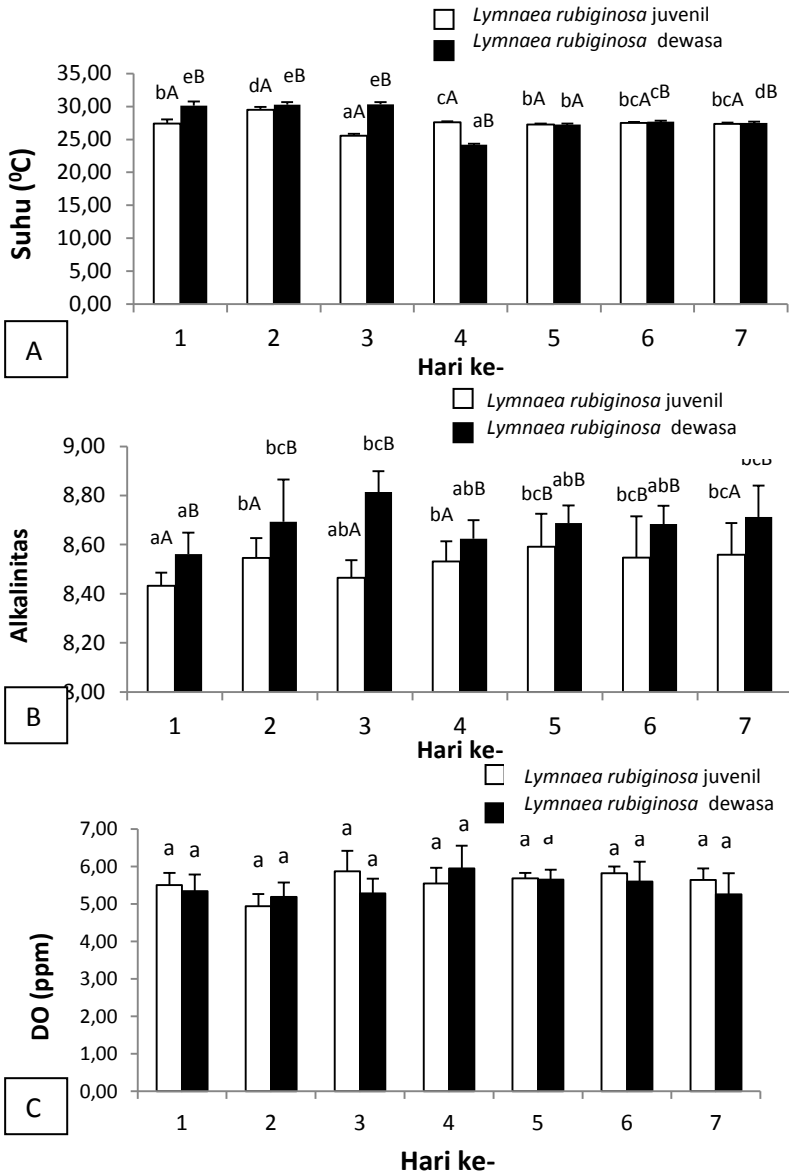 Lymnaea rubiginosa juvenil
Lymnaea rubiginosa dewasa
35,00
30,00
25,00
20,00
15,00
10,00
5,00
0,00
Suhu (⁰C)
bA eB dA eB aA eB cA aB bA bA bcA cB bcA dB
1 2 3 4 5 6 7
Hari ke-
A
Lymnaea rubiginosa juvenil
Lymnaea rubiginosa dewasa
9,00
8,80
8,60
8,40
8,20
8,00
Alkalinitas
aA aB bA bcB abA bcB bA abB bcB abB bcB abB bcA bcB
1 2 3 4 5 6 7
Hari ke-
B
Lymnaea rubiginosa juvenil
Lymnaea rubiginosa dewasa
7,00
6,00
5,00
4,00
3,00
2,00
1,00
0,00
DO (ppm)
a a a a a a a a a a a a a a
1 2 3 4 5 6 7
Hari ke-
C